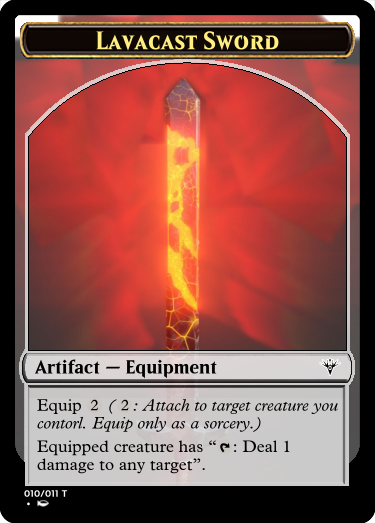 LAVACAST SWORD
Artifact — Equipment
Equip 2 ( 2 : Attach to target creature you
contorl. Equip only as a sorcery.)
Equipped creature has “ : Deal 1
damage to any target”.
010/011 T